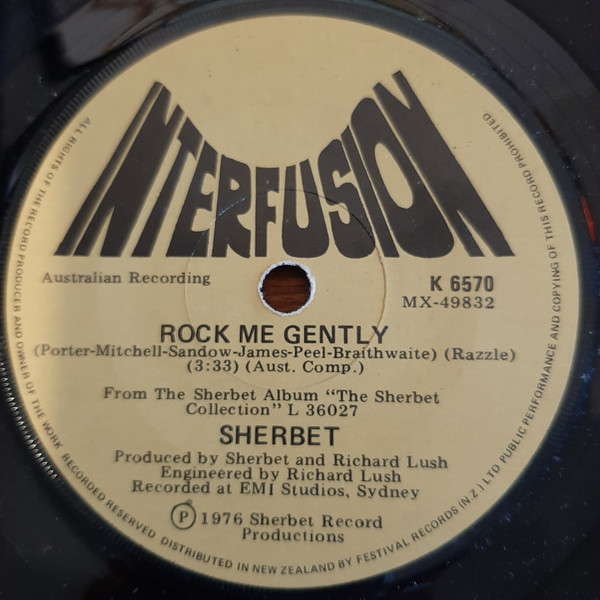 INTERFUSION
Australian Recording
K 6570
MX-49832
ROCK ME GENTLY
(Porter-Mitchell-Sandow-James-Peel-Braithwaite) (Razzle)
(3:33) (Aust. Comp.)
From The Sherbet Album "The Sherbet
Collection" L 36027
SHERBET
Produced by Sherbet and Richard Lush
Engineered by Richard Lush
Recorded at EMI Studios, Sydney
Ⓟ 1976 Sherbet Record
Productions
ALL RIGHTS OF THE RECORD PRODUCER AND OWNER OF THE WORK RECORDED RESERVED DISTRIBUTED IN NEW ZEALAND BY FESTIVAL RECORDS (N.Z.) LTD PUBLIC PERFORMANCE AND COPYING OF THIS RECORD PROHIBITED